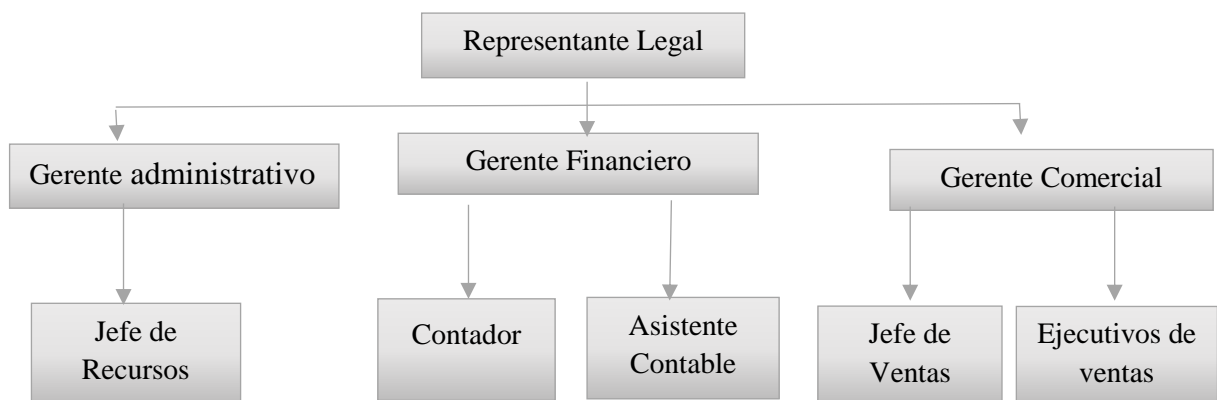 Representante Legal
Gerente administrativo
Gerente Financiero
Gerente Comercial
Jefe de
Recursos
Contador
Asistente
Contable
Jefe de
Ventas
Ejecutivos de
ventas